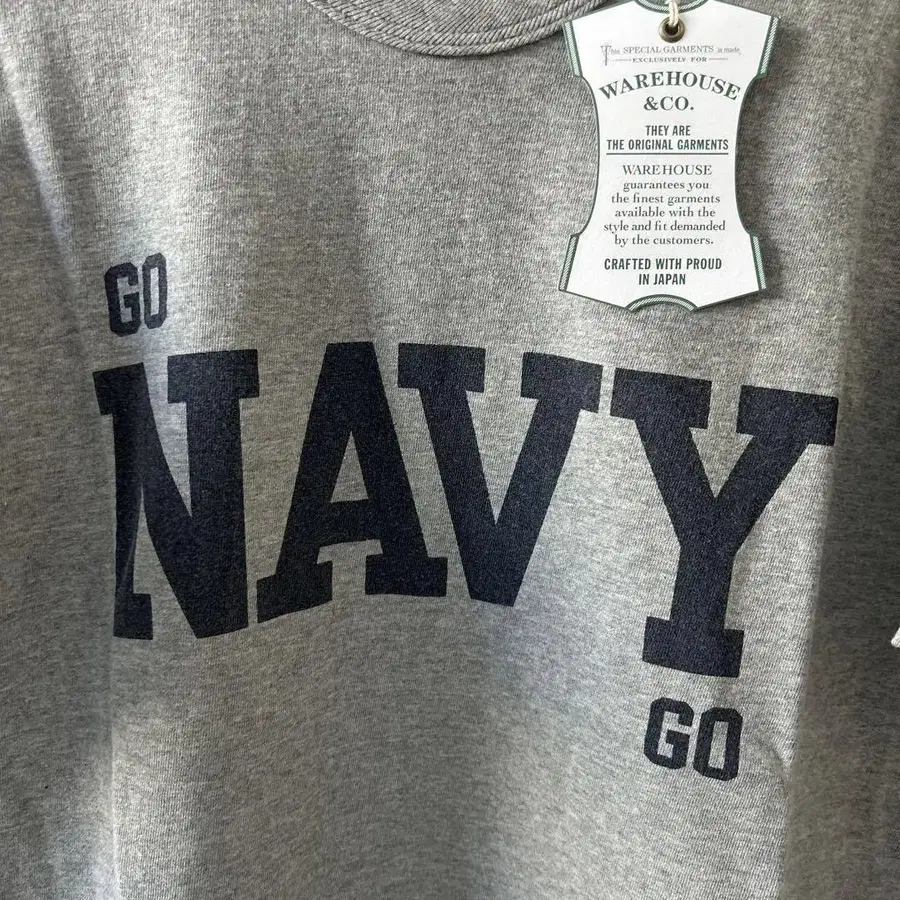 This SPECIAL GARMENTS is made
EXCLUSIVELY FOR
WAREHOUSE
&CO.
THEY ARE
THE ORIGINAL GARMENTS
WAREHOUSE
guarantees you
the finest garments
available with the
style and fit demanded
by the customers.
CRAFTED WITH PROUD
IN JAPAN
GO
NAVY
GO